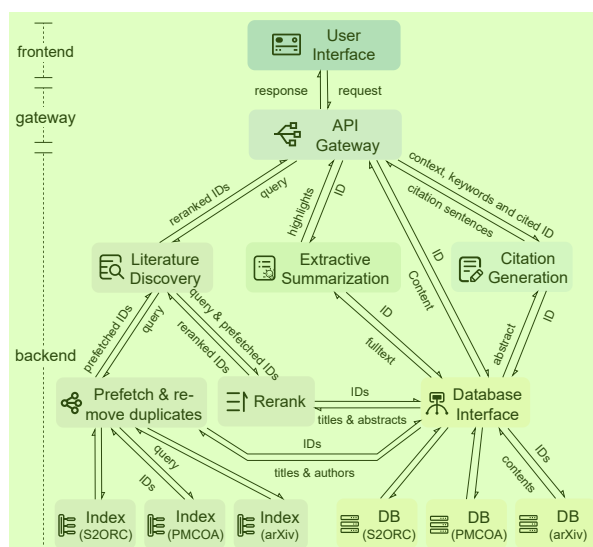 User
Interface
frontend
response
request
gateway
API
Gateway
context, keywords and cited ID
citation sentences
reranked IDs
query
highlights
ID
ID
Content
Literature
Discovery
Extractive
Summarization
Citation
Generation
prefetched IDs
query
query & prefetched IDs
reranked IDs
ID
fulltext
abstract
ID
backend
Prefetch & re-
move duplicates
Rerank
IDs
titles & abstracts
Database
Interface
IDs
titles & authors
query
IDs
IDs
contents
Index
(S2ORC)
Index
(PMCOA)
Index
(arXiv)
DB
(S2ORC)
DB
(PMCOA)
DB
(arXiv)